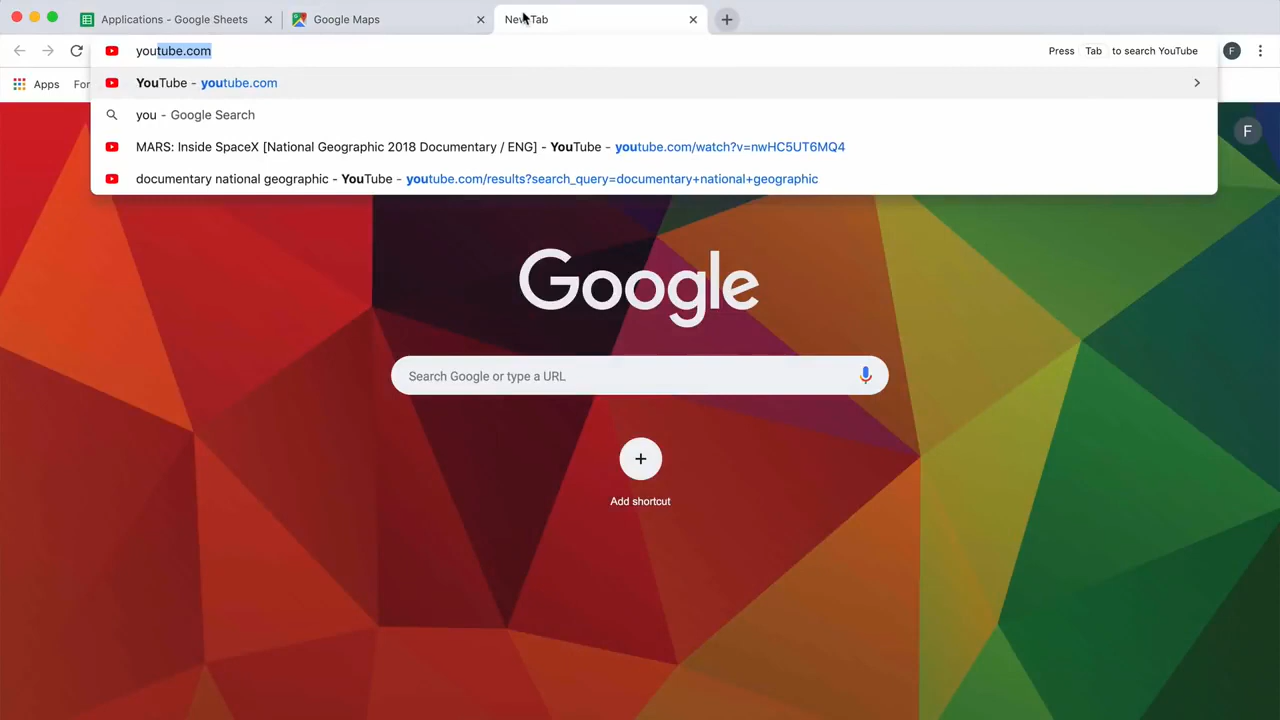 Applications - Google Sheets
Google Maps
New Tab
youtube.com
Press Tab to search YouTube
Apps
For
YouTube - youtube.com
you - Google Search
MARS: Inside SpaceX [National Geographic 2018 Documentary / ENG] - YouTube - youtube.com/watch?v=nwHC5UT6MQ4
documentary national geographic - YouTube - youtube.com/results?search_query=documentary+national+geographic
F
F
Google
Search Google or type a URL
Add shortcut